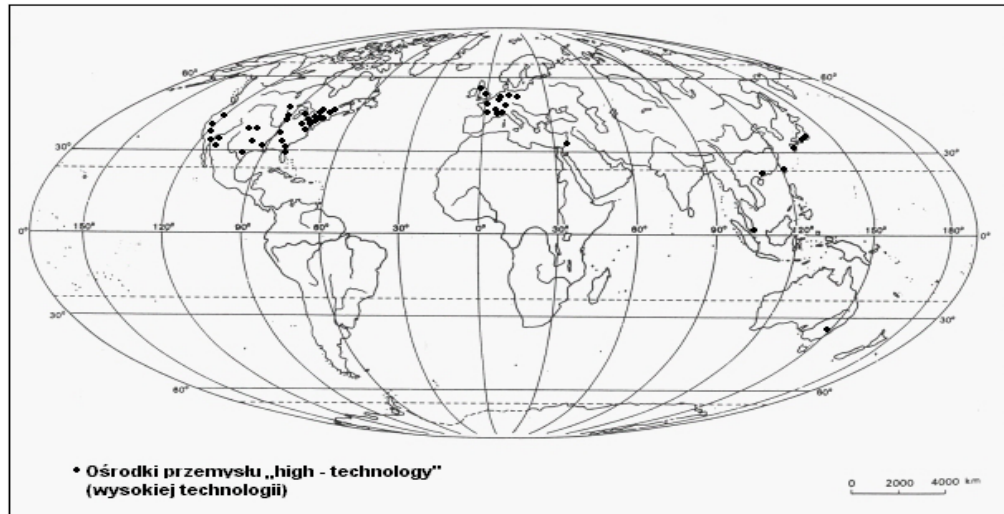 60° 60°
30° 30°
0° 150° 90° 60° 30° 0° 30° 60° 90° 120° 150° 180° 0°
30° 30°
60° 60°
• Ośrodki przemysłu „high - technology"
(wysokiej technologii)
0 2000 4000 km